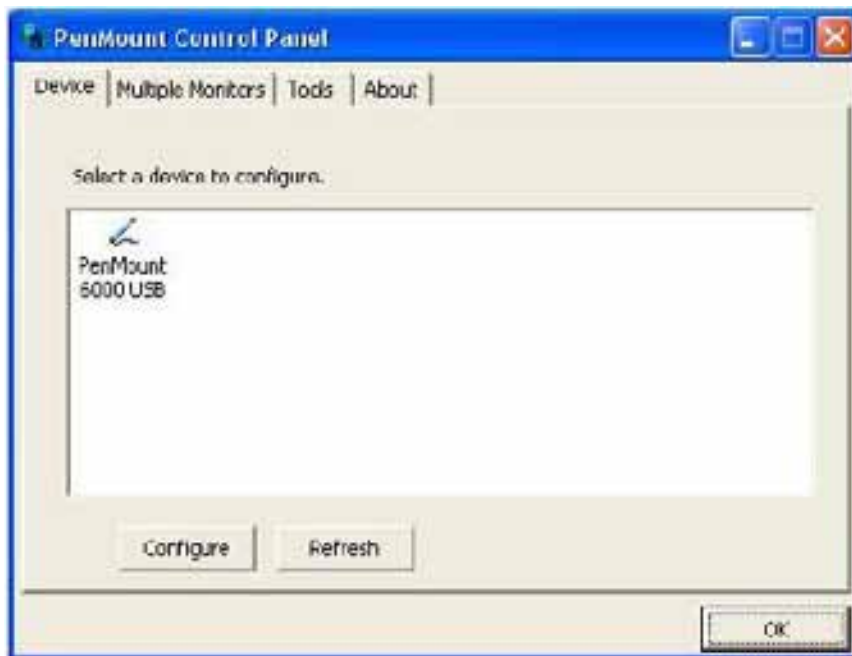 PenMount Control Panel
Device
Multiple Monitors
Tools
About
Select a device to configure.
PenMount
6000 USB
Configure
Refresh
OK